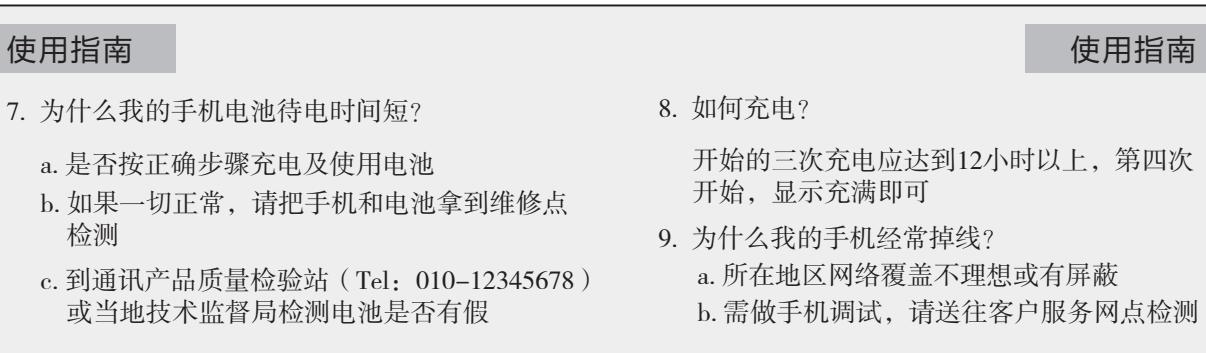 使用指南
7. 为什么我的手机电池待电时间短？
a. 是否按正确步骤充电及使用电池
b. 如果一切正常，请把手机和电池拿到维修点
检测
c. 到通讯产品质量检验站（Tel：010-12345678）
或当地技术监督局检测电池是否有假
使用指南
8. 如何充电？
开始的三次充电应达到12小时以上，第四次
开始，显示充满即可
9. 为什么我的手机经常掉线？
a. 所在地区网络覆盖不理想或有屏蔽
b. 需做手机调试，请送往客户服务网点检测